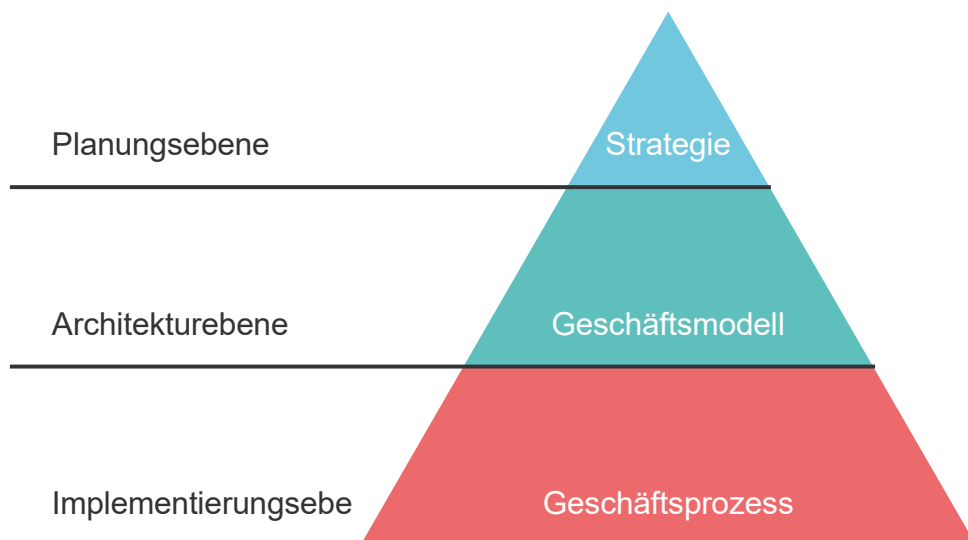 Planungsebene
Strategie
Architekturebene
Geschäftsmodell
Implementierungsebe
Geschäftsprozess